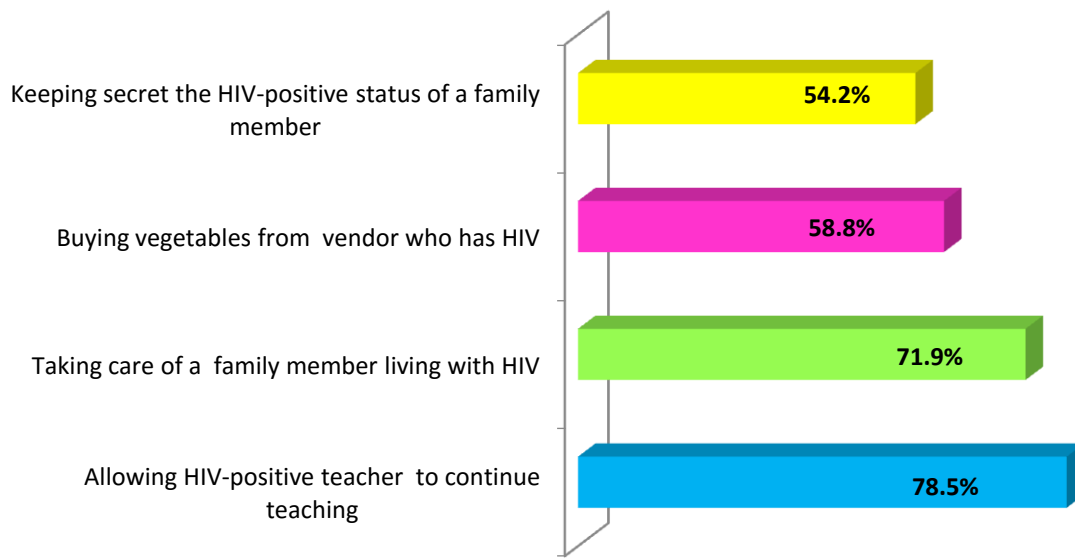 Keeping secret the HIV-positive status of a family
member
54.2%
Buying vegetables from vendor who has HIV
58.8%
Taking care of a family member living with HIV
71.9%
Allowing HIV-positive teacher to continue
teaching
78.5%